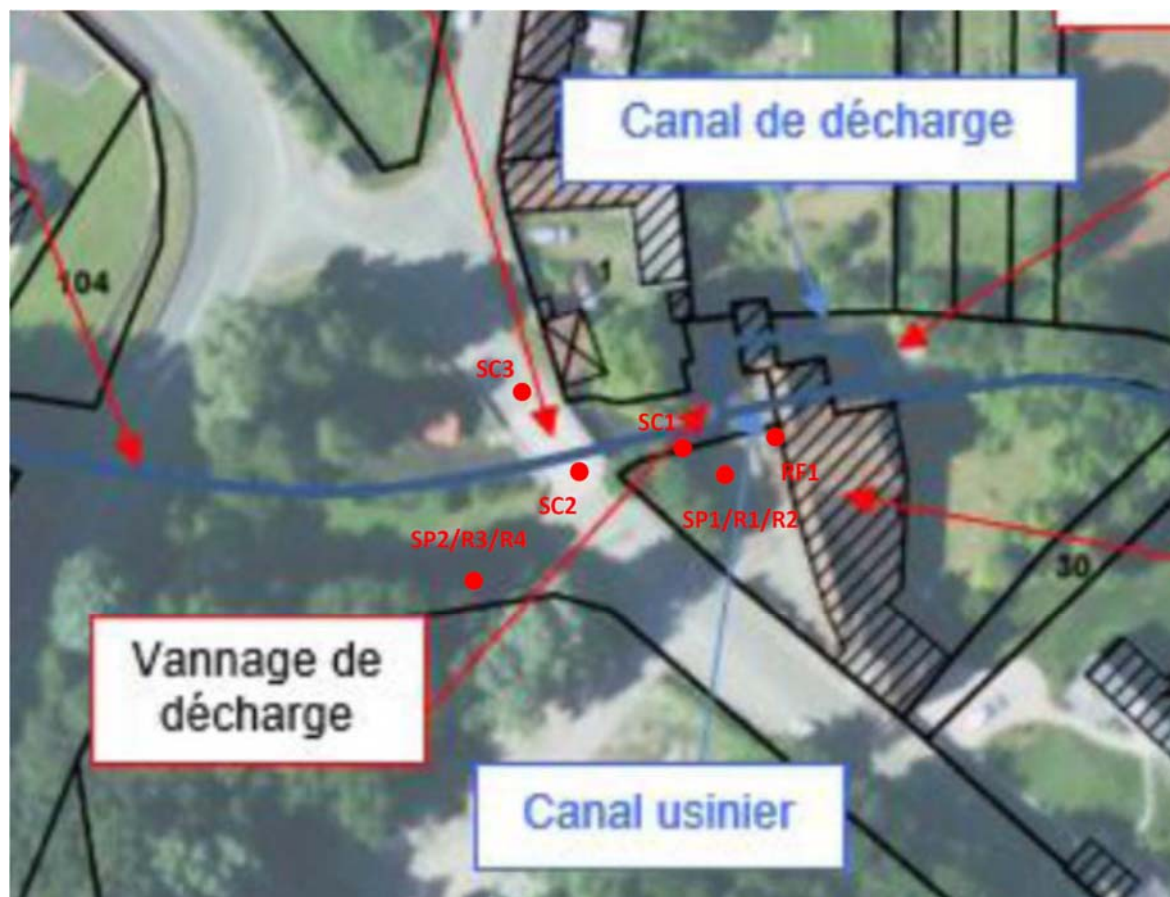 Canal de décharge
104
1
SC3
SC1
RF1
SC2
SP1/R1/R2
SP2/R3/R4
30
Vannage de
décharge
Canal usinier